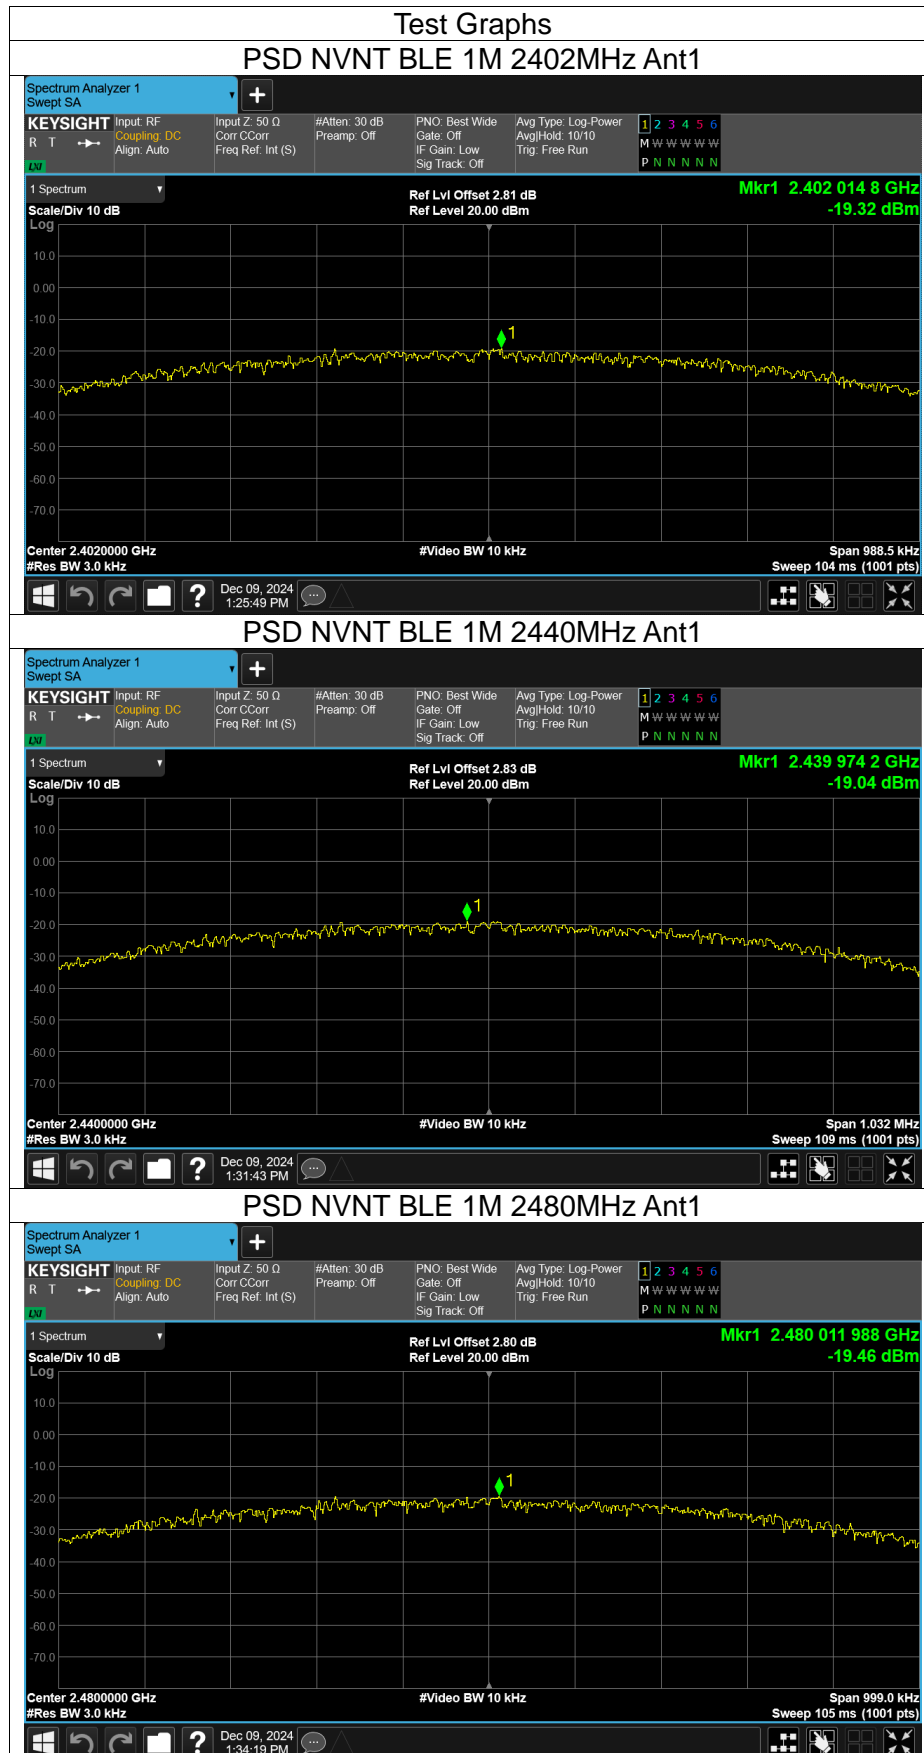 Test Graphs
PSD NVNT BLE 1M 2402MHz Ant1
Spectrum Analyzer 1
Swept SA
KEYSIGHT Input: RF Input Z: 50 Ω #Atten: 30 dB PNO: Best Wide Avg Type: Log-Power 1 2 3 4 5 6
R T Coupling: DC Corr CCorr Preamp: Off Gate: Off Avg|Hold: 10/10 M W W W W W
Align: Auto Freq Ref: Int (S) IF Gain: Low Trig: Free Run
LXI Sig Track: Off P N N N N N
1 Spectrum Ref Lvl Offset 2.81 dB Mkr1 2.402 014 8 GHz
Scale/Div 10 dB Ref Level 20.00 dBm -19.32 dBm
Log
10.0
0.00
-10.0
1
-20.0
-30.0
-40.0
-50.0
-60.0
-70.0
Center 2.4020000 GHz #Video BW 10 kHz Span 988.5 kHz
#Res BW 3.0 kHz Sweep 104 ms (1001 pts)
? Dec 09, 2024
1:25:49 PM
PSD NVNT BLE 1M 2440MHz Ant1
Spectrum Analyzer 1
Swept SA
KEYSIGHT Input: RF Input Z: 50 Ω #Atten: 30 dB PNO: Best Wide Avg Type: Log-Power 1 2 3 4 5 6
R T Coupling: DC Corr CCorr Preamp: Off Gate: Off Avg|Hold: 10/10 M W W W W W
Align: Auto Freq Ref: Int (S) IF Gain: Low Trig: Free Run
LXI Sig Track: Off P N N N N N
1 Spectrum Ref Lvl Offset 2.83 dB Mkr1 2.439 974 2 GHz
Scale/Div 10 dB Ref Level 20.00 dBm -19.04 dBm
Log
10.0
0.00
-10.0
1
-20.0
-30.0
-40.0
-50.0
-60.0
-70.0
Center 2.4400000 GHz #Video BW 10 kHz Span 1.032 MHz
#Res BW 3.0 kHz Sweep 109 ms (1001 pts)
? Dec 09, 2024
1:31:43 PM
PSD NVNT BLE 1M 2480MHz Ant1
Spectrum Analyzer 1
Swept SA
KEYSIGHT Input: RF Input Z: 50 Ω #Atten: 30 dB PNO: Best Wide Avg Type: Log-Power 1 2 3 4 5 6
R T Coupling: DC Corr CCorr Preamp: Off Gate: Off Avg|Hold: 10/10 M W W W W W
Align: Auto Freq Ref: Int (S) IF Gain: Low Trig: Free Run
LXI Sig Track: Off P N N N N N
1 Spectrum Ref Lvl Offset 2.80 dB Mkr1 2.480 011 988 GHz
Scale/Div 10 dB Ref Level 20.00 dBm -19.46 dBm
Log
10.0
0.00
-10.0
1
-20.0
-30.0
-40.0
-50.0
-60.0
-70.0
Center 2.4800000 GHz #Video BW 10 kHz Span 999.0 kHz
#Res BW 3.0 kHz Sweep 105 ms (1001 pts)
? Dec 09, 2024
1:34:19 PM